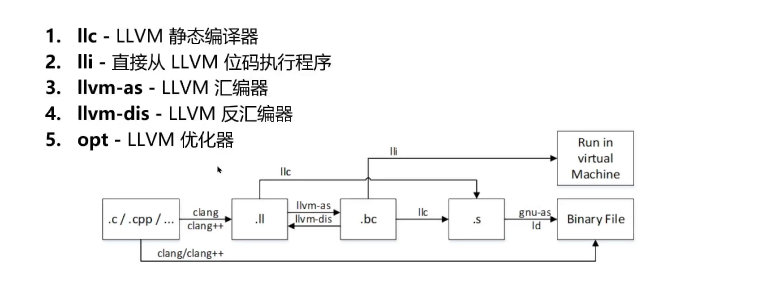 1. llc - LLVM 静态编译器
2. lli - 直接从 LLVM 位码执行程序
3. llvm-as - LLVM 汇编器
4. llvm-dis - LLVM 反汇编器
5. opt - LLVM 优化器
lli
Run in
virtual
Machine
llc
.c / .cpp / ...
clang
clang++
.ll
llvm-as
llvm-dis
.bc
llc
.s
gnu-as
ld
Binary File
clang/clang++